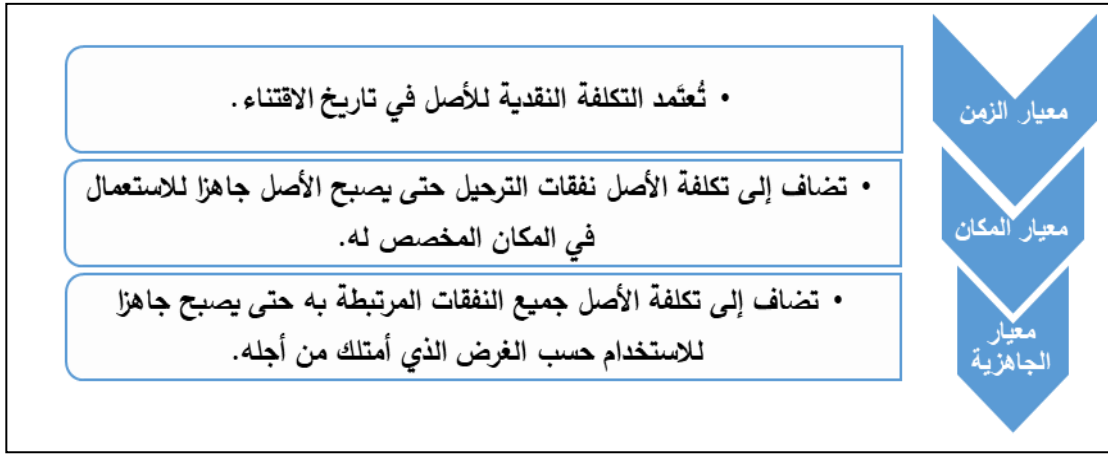 معيار الزمن
• تُعتَمد التكلفة النقدية للأصل في تاريخ الاقتناء.
معيار المكان
• تضاف إلى تكلفة الأصل نفقات الترحيل حتى يصبح الأصل جاهزا للاستعمال
في المكان المخصص له.
معيار
الجاهزية
• تضاف إلى تكلفة الأصل جميع النفقات المرتبطة به حتى يصبح جاهزا
للاستخدام حسب الغرض الذي أمتلك من أجله.